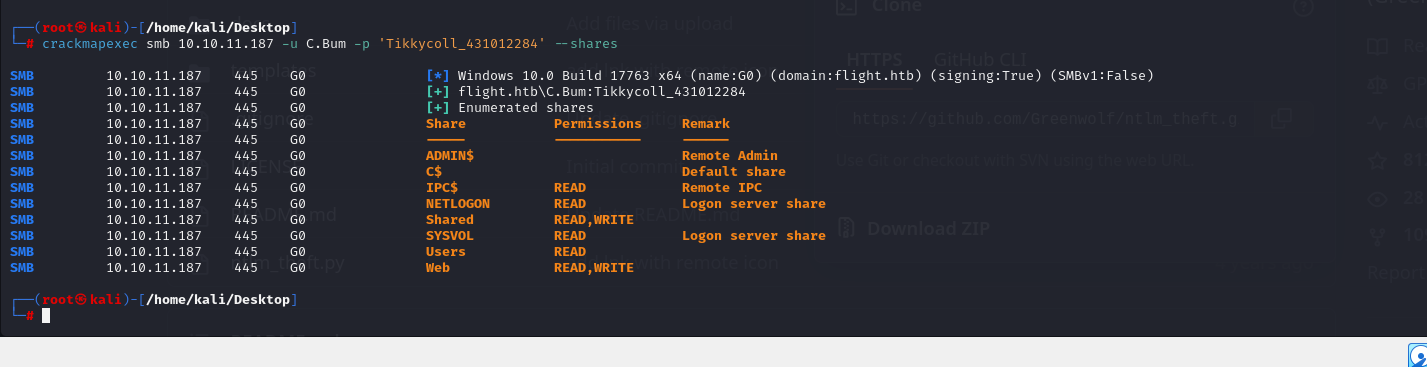 ┌──(root㉿kali)-[/home/kali/Desktop]
└─# crackmapexec smb 10.10.11.187 -u C.Bum -p 'Tikkycoll_431012284' --shares
SMB 10.10.11.187 445 G0 [*] Windows 10.0 Build 17763 x64 (name:G0) (domain:flight.htb) (signing:True) (SMBv1:False)
SMB 10.10.11.187 445 G0 [+] flight.htb\C.Bum:Tikkycoll_431012284
SMB 10.10.11.187 445 G0 [+] Enumerated shares
SMB 10.10.11.187 445 G0 Share Permissions Remark
SMB 10.10.11.187 445 G0 ----- ----------- ------
SMB 10.10.11.187 445 G0 ADMIN$ Remote Admin
SMB 10.10.11.187 445 G0 C$ Default share
SMB 10.10.11.187 445 G0 IPC$ READ Remote IPC
SMB 10.10.11.187 445 G0 NETLOGON READ Logon server share
SMB 10.10.11.187 445 G0 Shared READ,WRITE
SMB 10.10.11.187 445 G0 SYSVOL READ Logon server share
SMB 10.10.11.187 445 G0 Users READ
SMB 10.10.11.187 445 G0 Web READ,WRITE
┌──(root㉿kali)-[/home/kali/Desktop]
└─#
Add files via upload
Clone
HTTPS GitHub CLI
https://github.com/Greenwolf/ntlm_theft.g
Use Git or checkout with SVN using the web URL.
Download ZIP
templates
Initial commi
with remote icon
Report